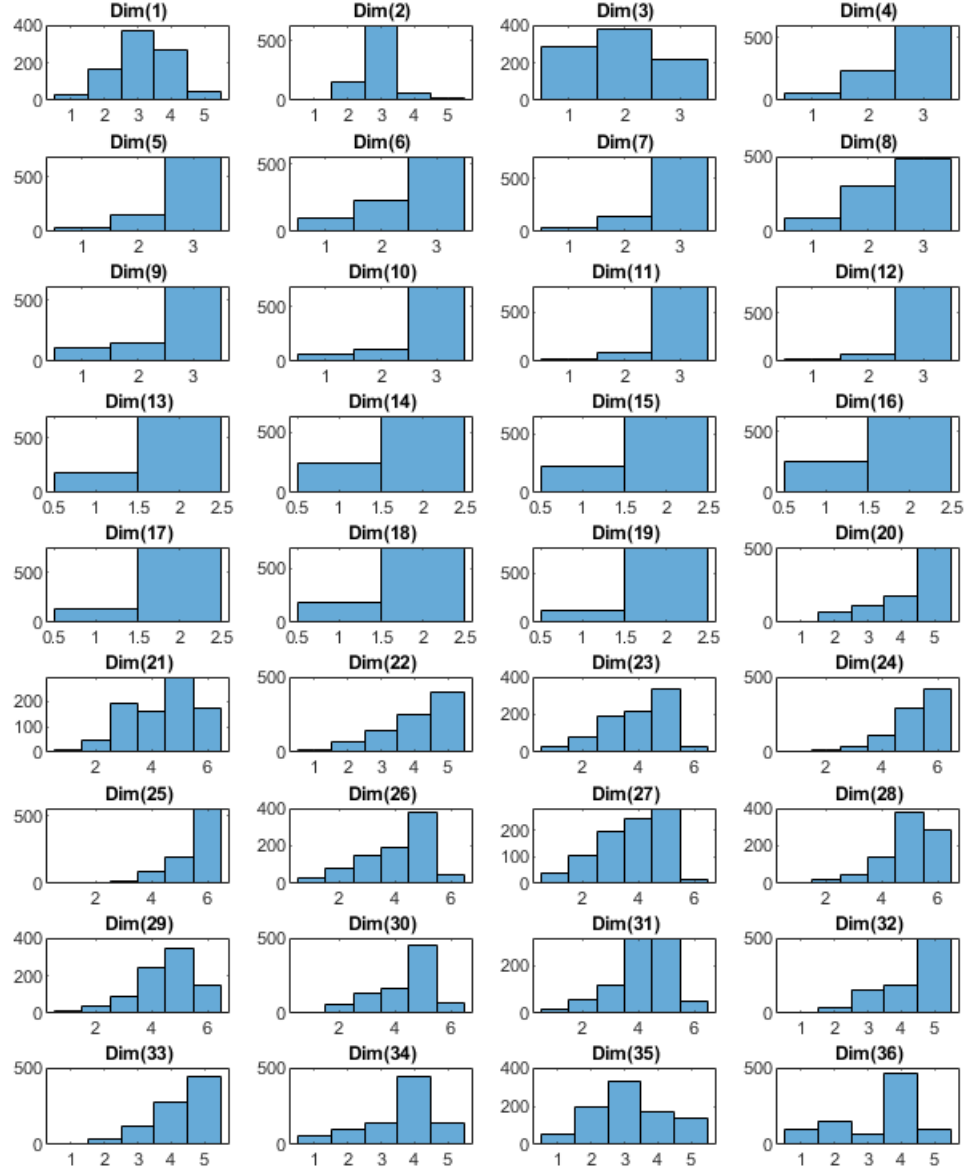 Dim(1) Dim(2) Dim(3) Dim(4)
400 200 0 1 2 3 4 5
500 0 1 2 3 4 5
400 200 0 1 2 3
500 0 1 2 3
Dim(5) Dim(6) Dim(7) Dim(8)
500 0 1 2 3
500 0 1 2 3
500 0 1 2 3
500 0 1 2 3
Dim(9) Dim(10) Dim(11) Dim(12)
500 0 1 2 3
500 0 1 2 3
500 0 1 2 3
500 0 1 2 3
Dim(13) Dim(14) Dim(15) Dim(16)
500 0 0.5 1 1.5 2 2.5
500 0 0.5 1 1.5 2 2.5
500 0 0.5 1 1.5 2 2.5
500 0 0.5 1 1.5 2 2.5
Dim(17) Dim(18) Dim(19) Dim(20)
500 0 0.5 1 1.5 2 2.5
500 0 0.5 1 1.5 2 2.5
500 0 0.5 1 1.5 2 2.5
500 0 1 2 3 4 5
Dim(21) Dim(22) Dim(23) Dim(24)
200 100 0 2 4 6
500 0 1 2 3 4 5
400 200 0 2 4 6
500 0 2 4 6
Dim(25) Dim(26) Dim(27) Dim(28)
500 0 2 4 6
400 200 0 2 4 6
200 100 0 2 4 6
400 200 0 2 4 6
Dim(29) Dim(30) Dim(31) Dim(32)
400 200 0 2 4 6
500 0 2 4 6
200 0 2 4 6
500 0 1 2 3 4 5
Dim(33) Dim(34) Dim(35) Dim(36)
500 0 1 2 3 4 5
500 0 1 2 3 4 5
400 200 0 1 2 3 4 5
500 0 1 2 3 4 5